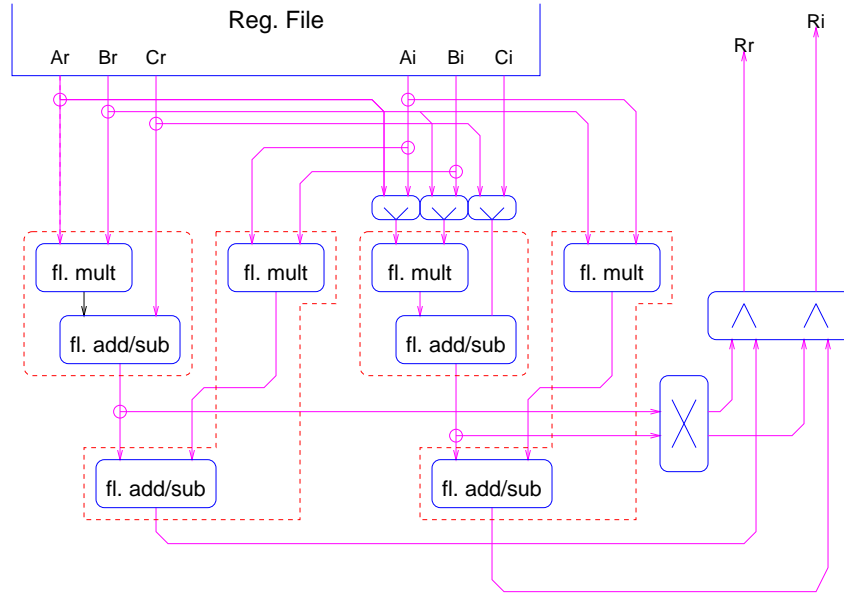 Reg. File
Ri
Rr
Ar Br Cr Ai Bi Ci
fl. mult fl. mult fl. mult fl. mult
fl. add/sub fl. add/sub
fl. add/sub fl. add/sub